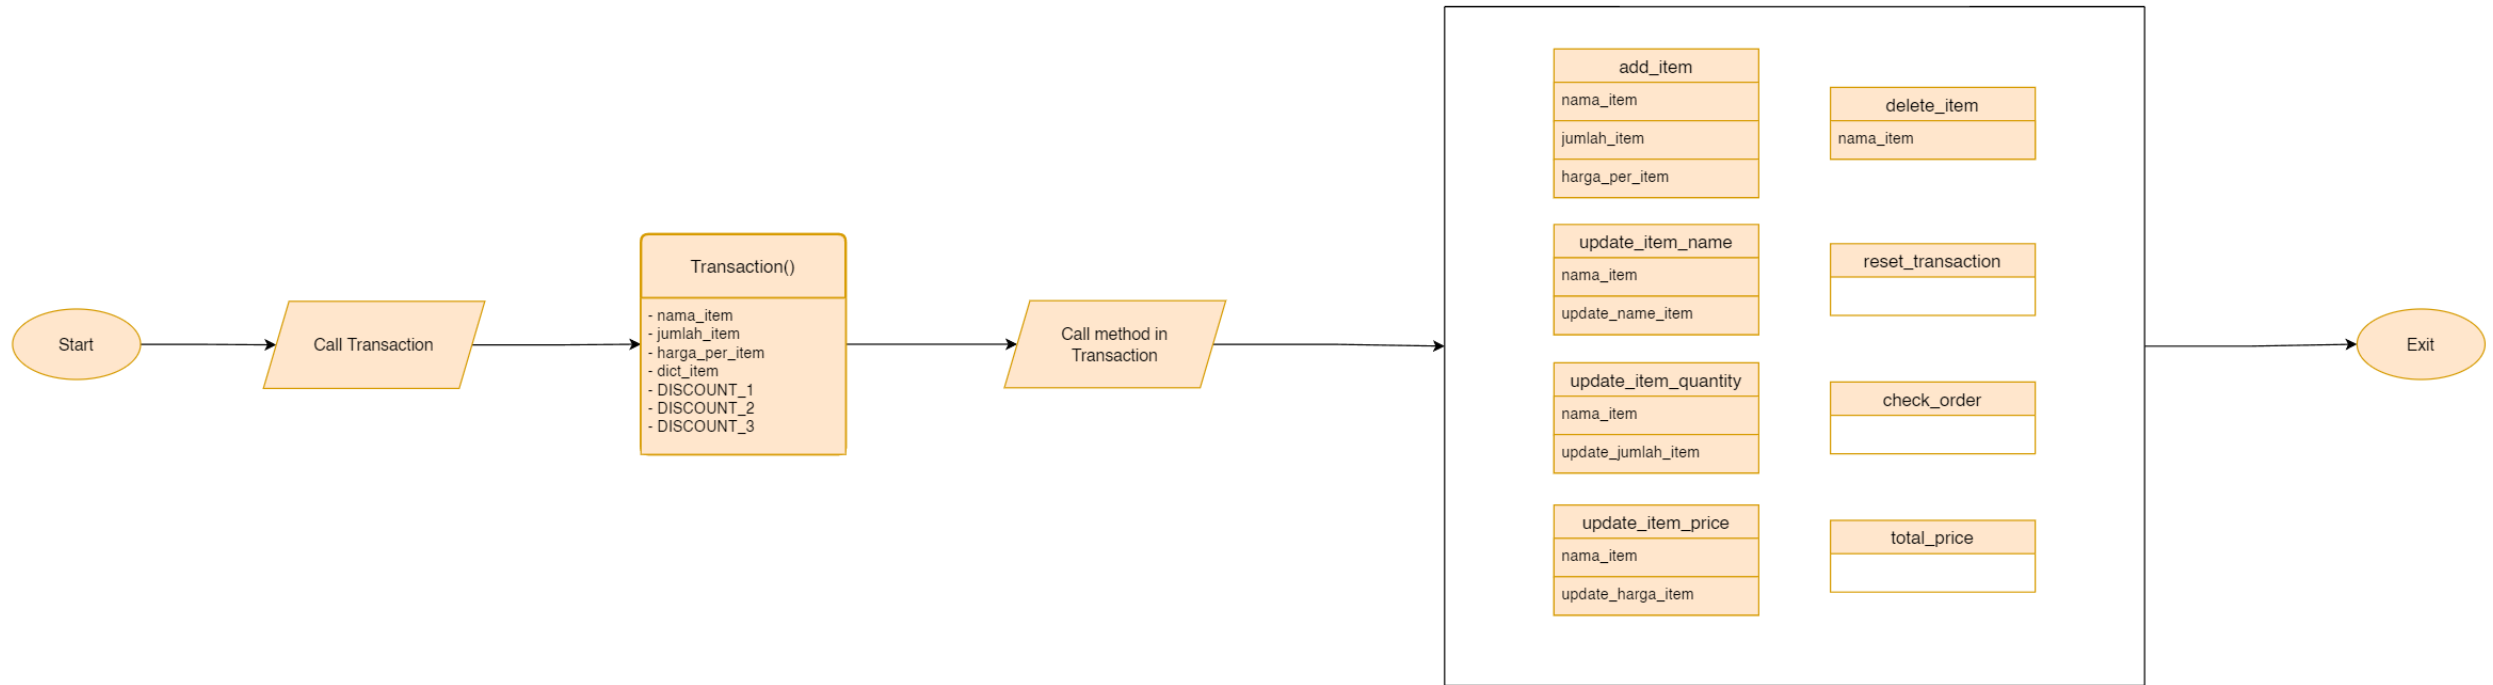 Start
Call Transaction
Transaction()
- nama_item
- jumlah_item
- harga_per_item
- dict_item
- DISCOUNT_1
- DISCOUNT_2
- DISCOUNT_3
Call method in
Transaction
add_item
nama_item
jumlah_item
harga_per_item
update_item_name
nama_item
update_name_item
update_item_quantity
nama_item
update_jumlah_item
update_item_price
nama_item
update_harga_item
delete_item
nama_item
reset_transaction
check_order
total_price
Exit